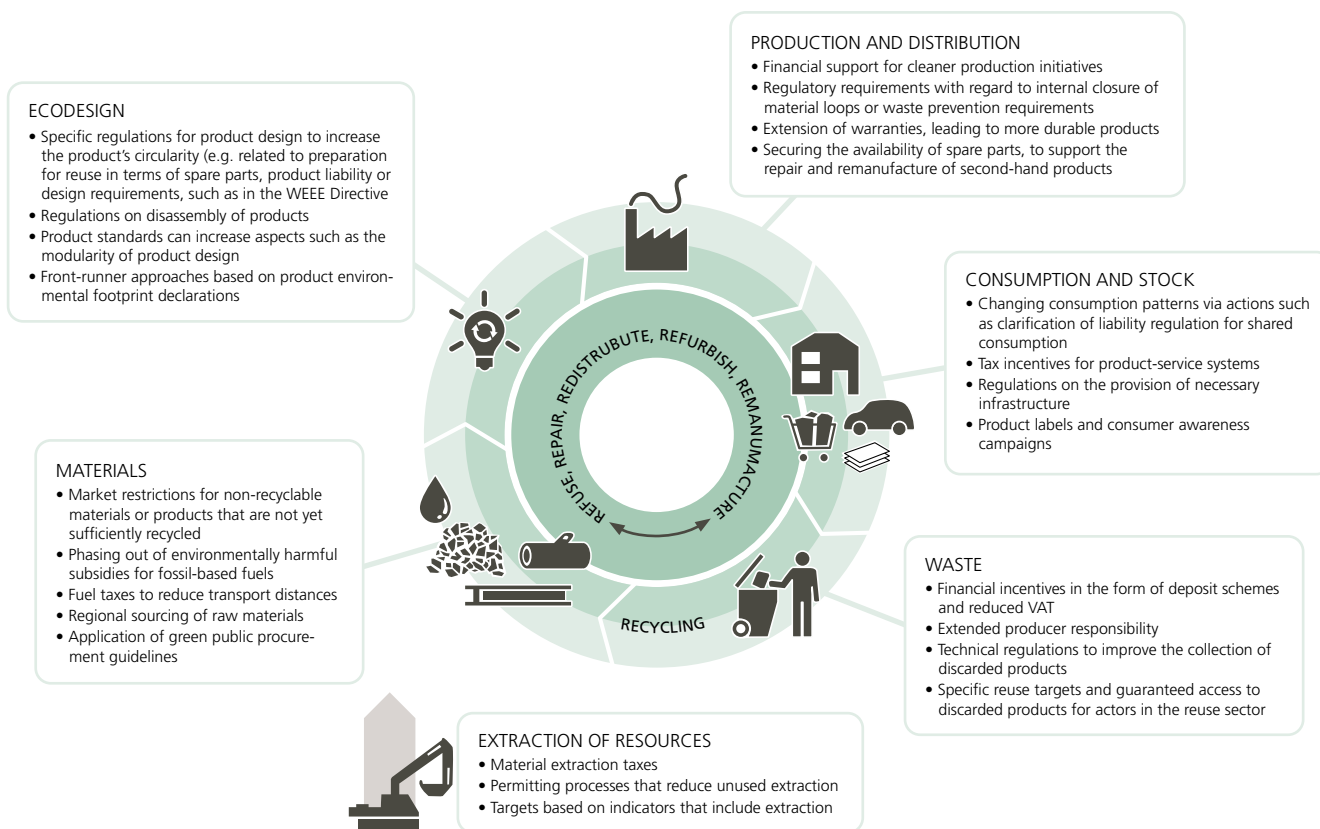 PRODUCTION AND DISTRIBUTION
• Financial support for cleaner production initiatives
• Regulatory requirements with regard to internal closure of
material loops or waste prevention requirements
• Extension of warranties, leading to more durable products
• Securing the availability of spare parts, to support the
repair and remanufacture of second-hand products
ECODESIGN
• Specific regulations for product design to increase
the product's circularity (e.g. related to preparation
for reuse in terms of spare parts, product liability or
design requirements, such as in the WEEE Directive
• Regulations on disassembly of products
• Product standards can increase aspects such as the
modularity of product design
• Front-runner approaches based on product environ-
mental footprint declarations
CONSUMPTION AND STOCK
• Changing consumption patterns via actions such
as clarification of liability regulation for shared
consumption
• Tax incentives for product-service systems
• Regulations on the provision of necessary
infrastructure
• Product labels and consumer awareness
campaigns
REFUSE, REPAIR, REDISTRUBUTE, REFURBISH, REMANUMACTURE
MATERIALS
• Market restrictions for non-recyclable
materials or products that are not yet
sufficiently recycled
• Phasing out of environmentally harmful
subsidies for fossil-based fuels
• Fuel taxes to reduce transport distances
• Regional sourcing of raw materials
• Application of green public procure-
ment guidelines
RECYCLING
WASTE
• Financial incentives in the form of deposit schemes
and reduced VAT
• Extended producer responsibility
• Technical regulations to improve the collection of
discarded products
• Specific reuse targets and guaranteed access to
discarded products for actors in the reuse sector
EXTRACTION OF RESOURCES
• Material extraction taxes
• Permitting processes that reduce unused extraction
• Targets based on indicators that include extraction